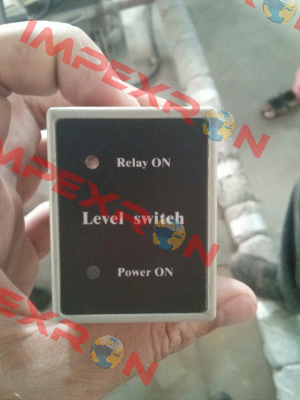 IMPEXRON
Relay ON
IMPEXRON
Level switch
Power ON
IMPEXRON